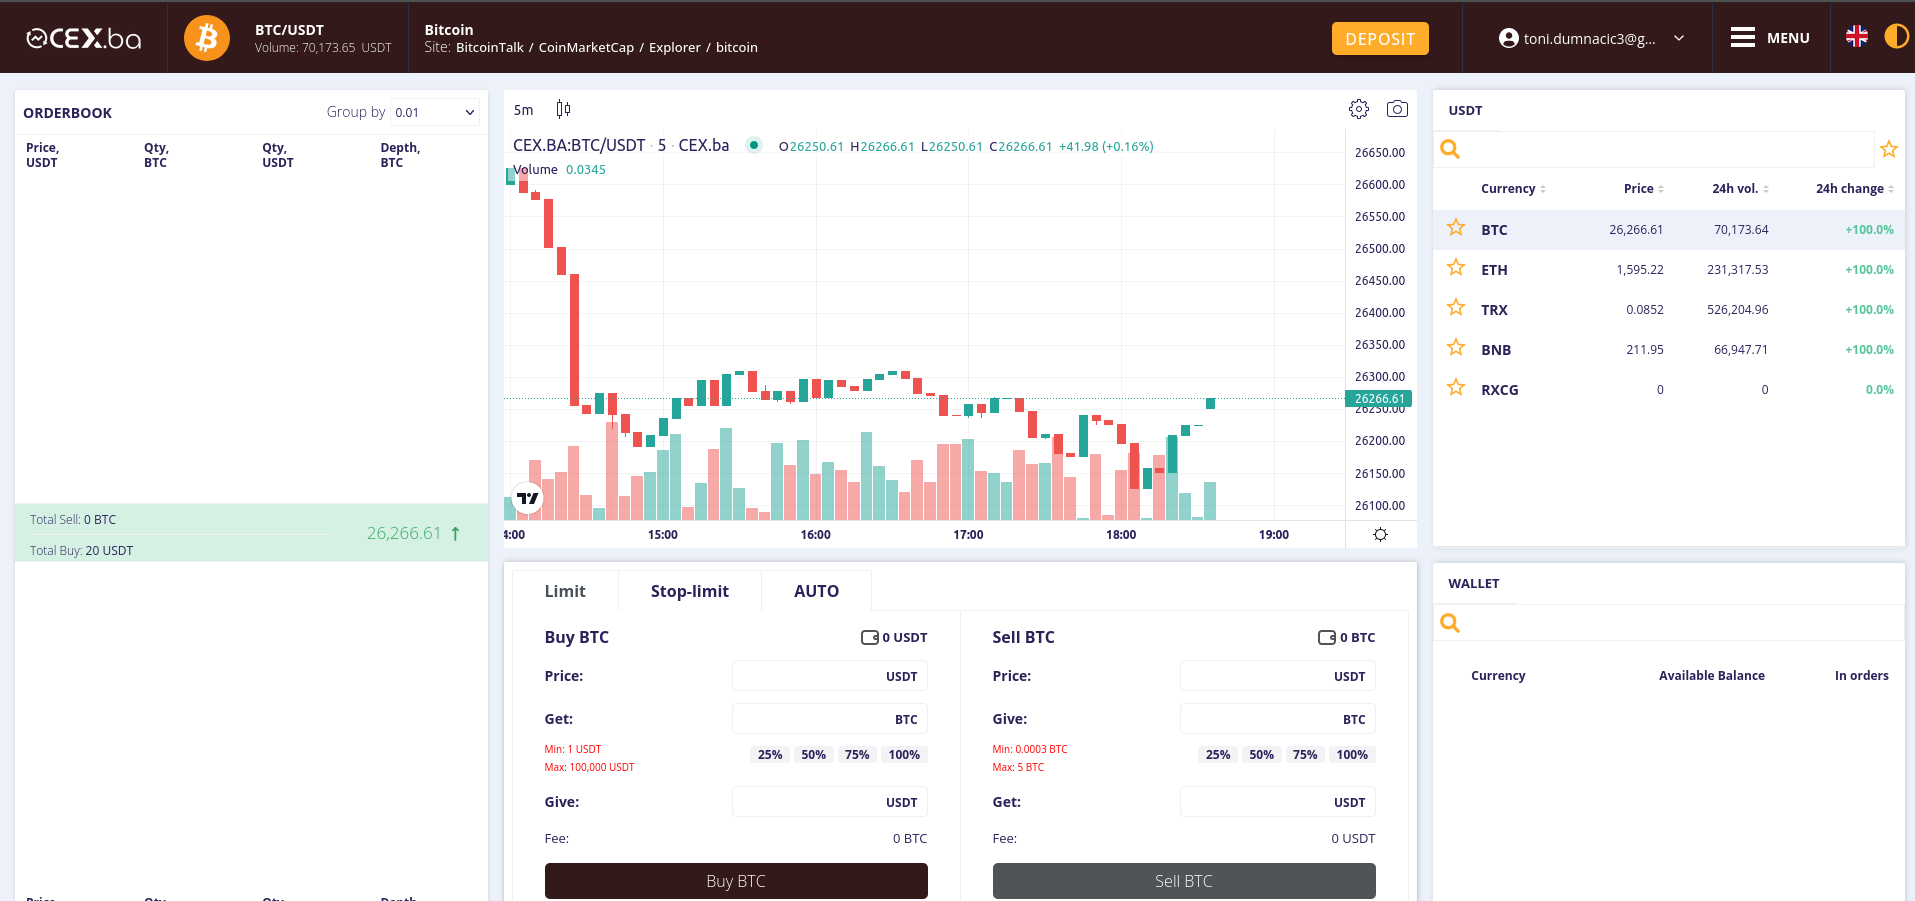 CEX.ba
BTC/USDT
Volume: 70,173.65 USDT
Bitcoin
Site: BitcoinTalk / CoinMarketCap / Explorer / bitcoin
DEPOSIT
toni.dumnacic3@g...
MENU
ORDERBOOK
Group by 0.01
Price, USDT Qty, BTC Qty, USDT Depth, BTC
Total Sell: 0 BTC
Total Buy: 20 USDT
26,266.61 ↑
Price Qty Qty Depth
5m
CEX.BA:BTC/USDT · 5 · CEX.ba O26250.61 H26266.61 L26250.61 C26266.61 +41.98 (+0.16%)
Volume 0.0345
26650.00
26600.00
26550.00
26500.00
26450.00
26400.00
26350.00
26300.00
26266.61
26250.00
26200.00
26150.00
26100.00
4:00 15:00 16:00 17:00 18:00 19:00
Limit Stop-limit AUTO
Buy BTC 0 USDT
Price: USDT
Get: BTC
Min: 1 USDT
Max: 100,000 USDT
25% 50% 75% 100%
Give: USDT
Fee: 0 BTC
Buy BTC
Sell BTC 0 BTC
Price: USDT
Give: BTC
Min: 0.0003 BTC
Max: 5 BTC
25% 50% 75% 100%
Get: USDT
Fee: 0 USDT
Sell BTC
USDT
Currency Price 24h vol. 24h change
BTC 26,266.61 70,173.64 +100.0%
ETH 1,595.22 231,317.53 +100.0%
TRX 0.0852 526,204.96 +100.0%
BNB 211.95 66,947.71 +100.0%
RXCG 0 0 0.0%
WALLET
Currency Available Balance In orders